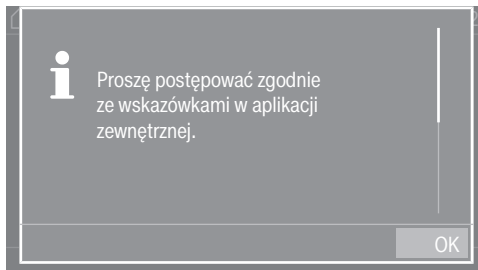 Proszę postępować zgodnie
ze wskazówkami w aplikacji
zewnętrznej.
OK